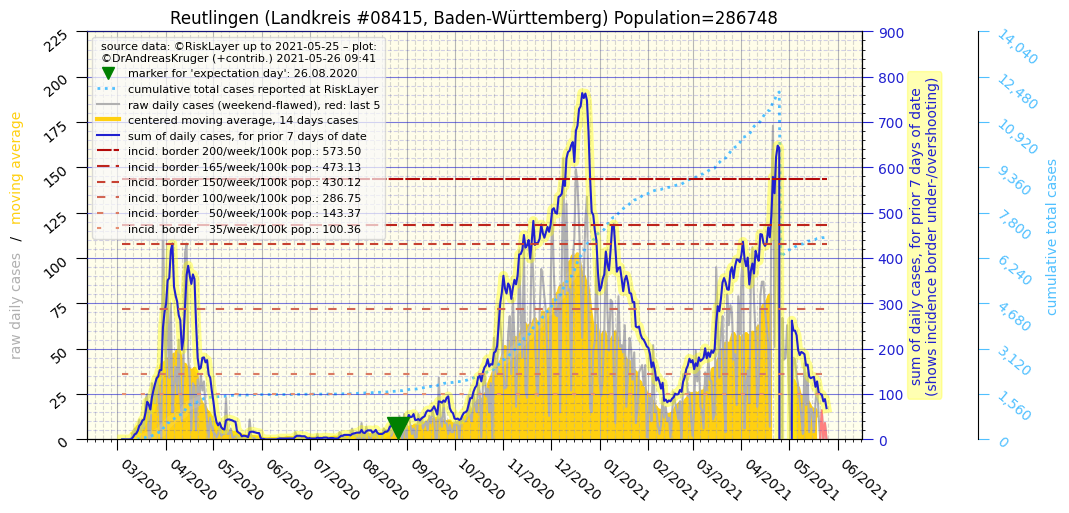 Reutlingen (Landkreis #08415, Baden-Württemberg) Population=286748
source data: ©RiskLayer up to 2021-05-25 – plot:
©DrAndreasKruger (+contrib.) 2021-05-26 09:41
marker for 'expectation day': 26.08.2020
cumulative total cases reported at RiskLayer
raw daily cases (weekend-flawed), red: last 5
centered moving average, 14 days cases
sum of daily cases, for prior 7 days of date
incid. border 200/week/100k pop.: 573.50
incid. border 165/week/100k pop.: 473.13
incid. border 150/week/100k pop.: 430.12
incid. border 100/week/100k pop.: 286.75
incid. border   50/week/100k pop.: 143.37
incid. border   35/week/100k pop.: 100.36
raw daily cases / moving average
225
200
175
150
125
100
75
50
25
0
03/2020
04/2020
05/2020
06/2020
07/2020
08/2020
09/2020
10/2020
11/2020
12/2020
01/2021
02/2021
03/2021
04/2021
05/2021
06/2021
900
800
700
600
500
400
300
200
100
0
sum of daily cases, for prior 7 days of date
(shows incidence border under-/overshooting)
14,040
12,480
10,920
9,360
7,800
6,240
4,680
3,120
1,560
0
cumulative total cases